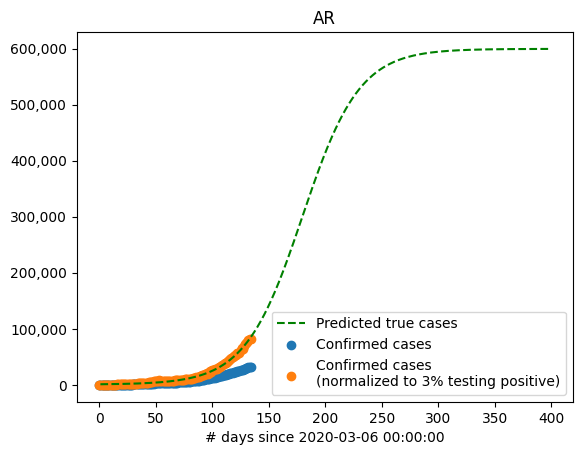 AR
600,000
500,000
400,000
300,000
200,000
100,000
0
0 50 100 150 200 250 300 350 400
# days since 2020-03-06 00:00:00
Predicted true cases
Confirmed cases
Confirmed cases
(normalized to 3% testing positive)